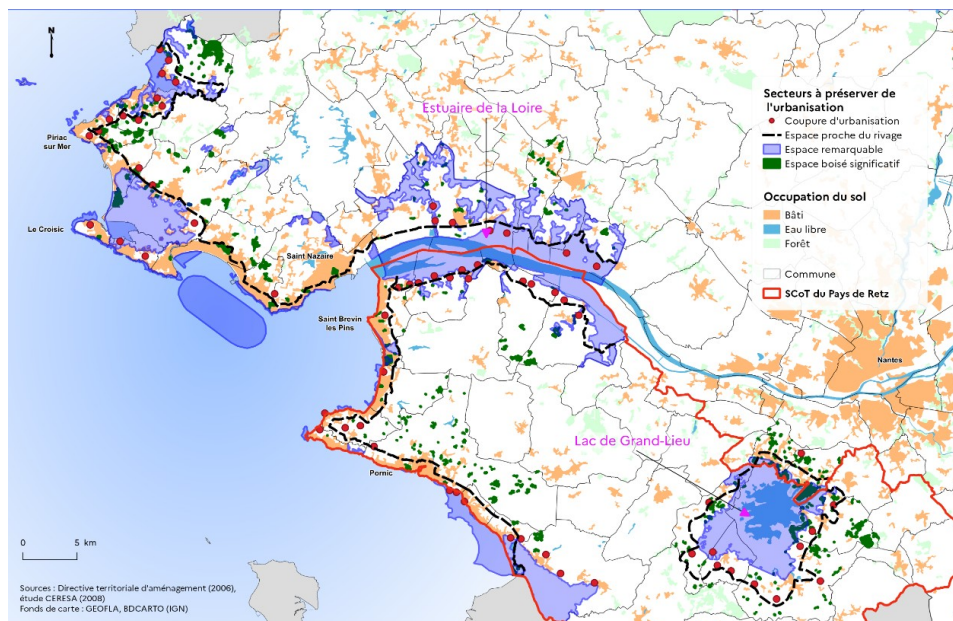 N
Estuaire de la Loire
Piriac
sur Mer
Le Croisic
Saint Nazaire
Saint Brevin
les Pins
Nantes
Lac de Grand-Lieu
Pornic
Secteurs à préserver de
l'urbanisation
Coupure d'urbanisation
Espace proche du rivage
Espace remarquable
Espace boisé significatif
Occupation du sol
Bâti
Eau libre
Forêt
Commune
SCoT du Pays de Retz
0 5 km
Sources : Directive territoriale d'aménagement (2006),
étude CERESA (2008)
Fonds de carte : GEOFLA, BDCARTO (IGN)